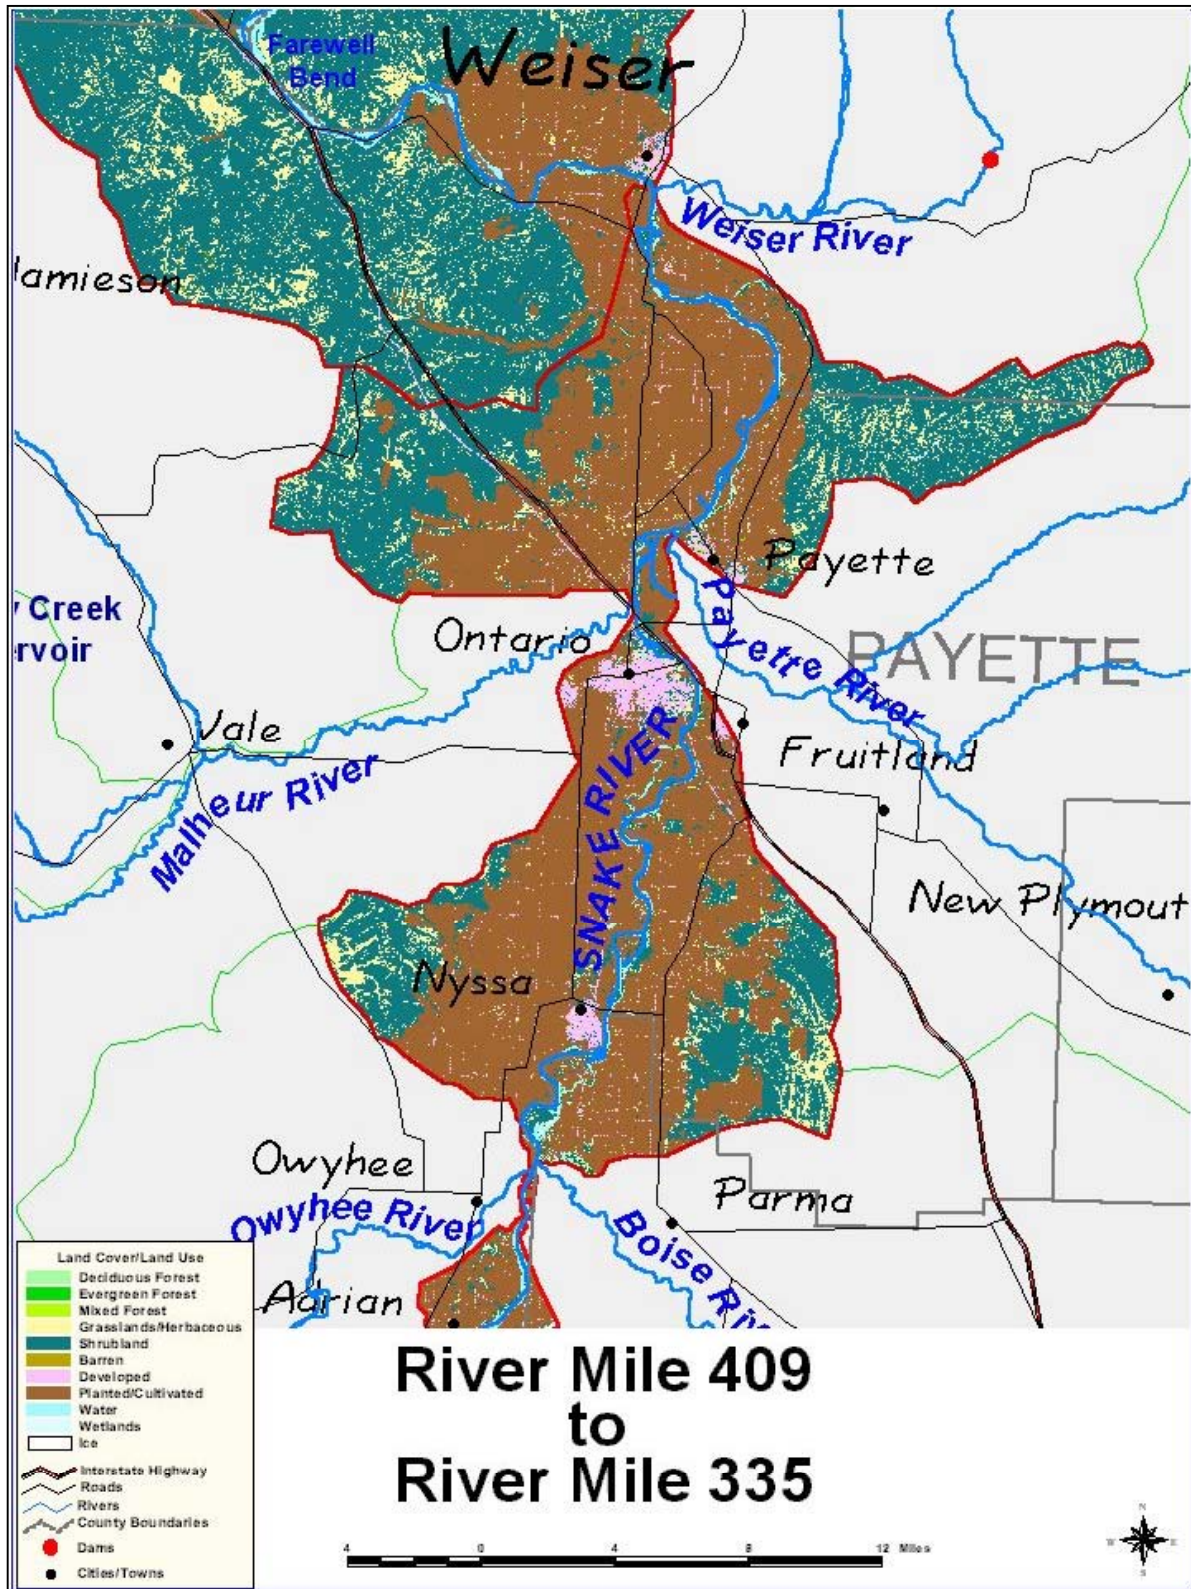 Farewell
Bend
Weiser
Weiser River
Jamieson
Payette
Payette River
PAYETTE
Creek
rvoir
Ontario
Vale
Malheur River
Fruitland
SNAKE RIVER
New Plymout
Nyssa
Owyhee
Owyhee River
Parma
Boise Riv
Adrian
Land Cover/Land Use
Deciduous Forest
Evergreen Forest
Mixed Forest
Grasslands/Herbaceous
Shrubland
Barren
Developed
Planted/Cultivated
Water
Wetlands
Ice
Interstate Highway
Roads
Rivers
County Boundaries
Dams
Cities/Towns
River Mile 409
to
River Mile 335
4 0 4 8 12 Miles
N
W E
S